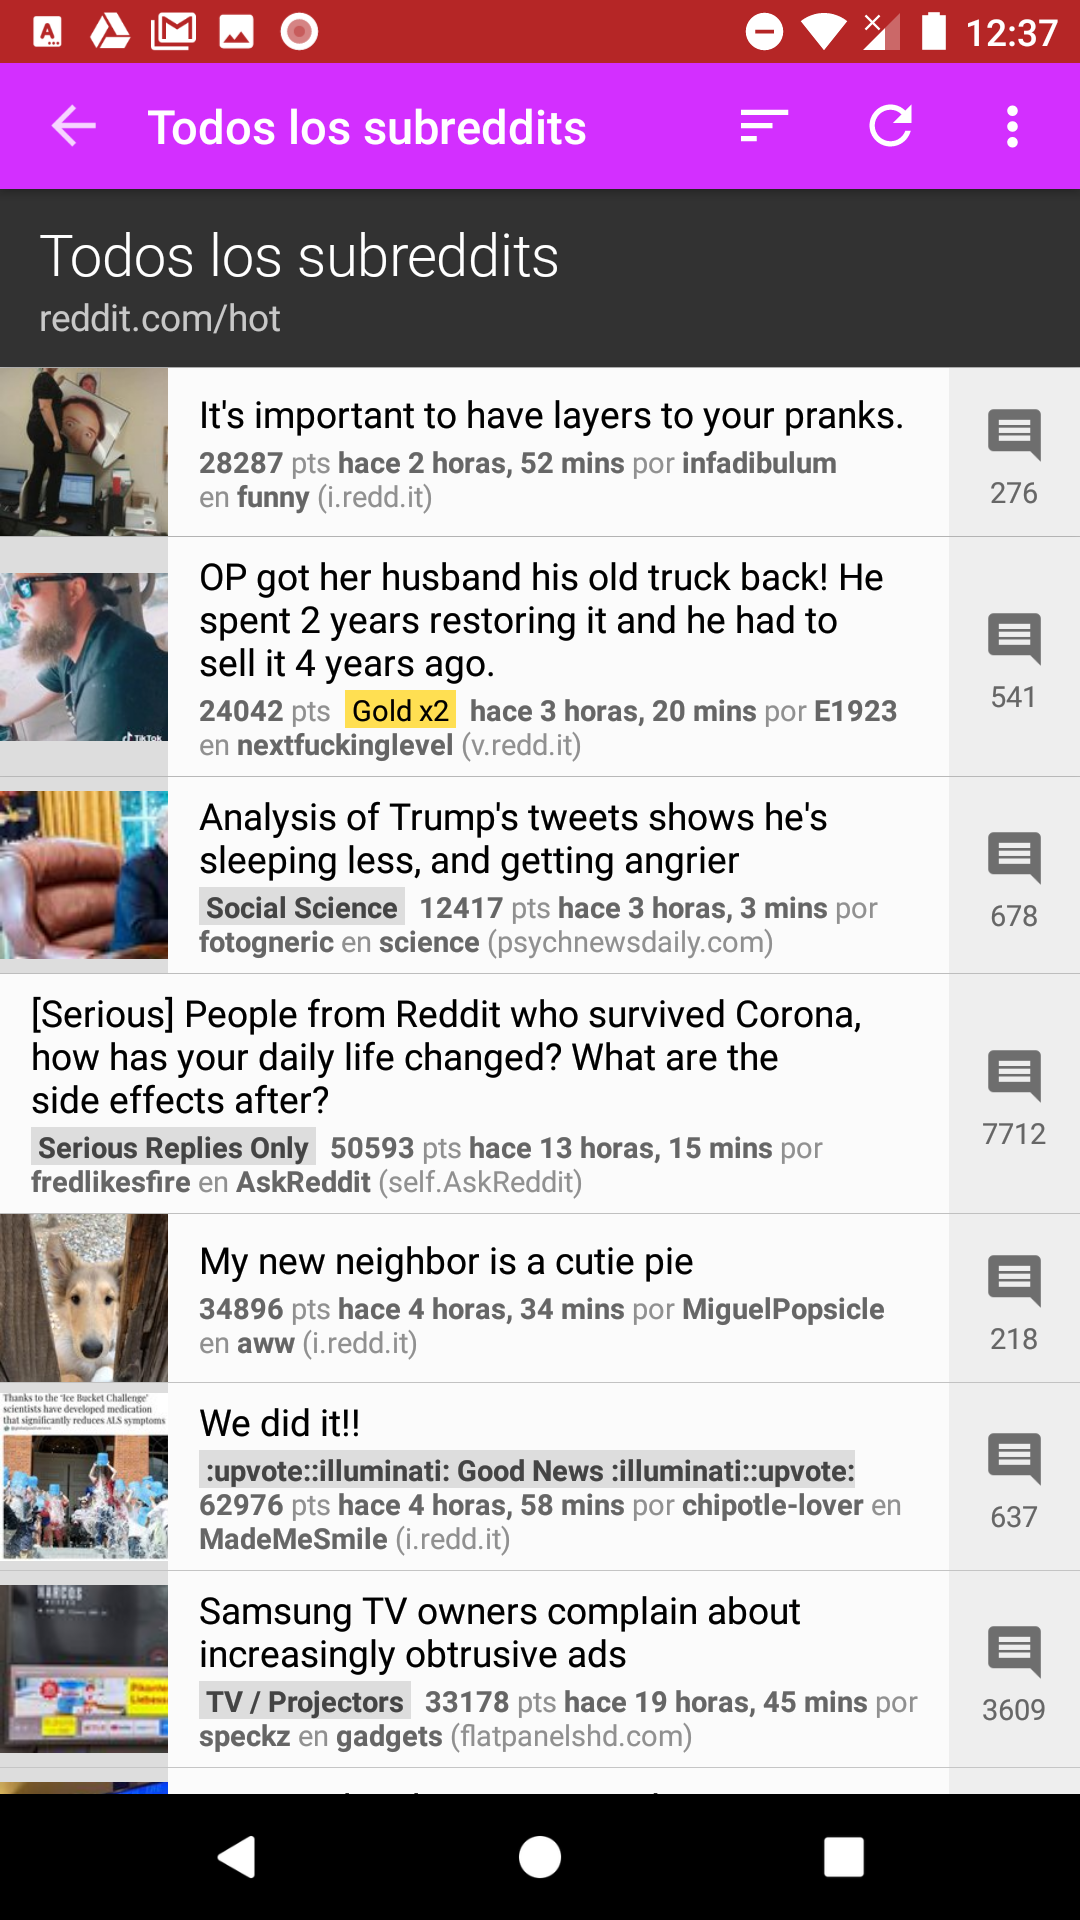 12:37
Todos los subreddits
Todos los subreddits
reddit.com/hot
It's important to have layers to your pranks.
28287 pts hace 2 horas, 52 mins por infadibulum
en funny (i.redd.it)
276
OP got her husband his old truck back! He
spent 2 years restoring it and he had to
sell it 4 years ago.
24042 pts Gold x2 hace 3 horas, 20 mins por E1923
en nextfuckinglevel (v.redd.it)
541
TikTok
Analysis of Trump's tweets shows he's
sleeping less, and getting angrier
Social Science 12417 pts hace 3 horas, 3 mins por
fotogneric en science (psychnewsdaily.com)
678
[Serious] People from Reddit who survived Corona,
how has your daily life changed? What are the
side effects after?
Serious Replies Only 50593 pts hace 13 horas, 15 mins por
fredlikesfire en AskReddit (self.AskReddit)
7712
My new neighbor is a cutie pie
34896 pts hace 4 horas, 34 mins por MiguelPopsicle
en aww (i.redd.it)
218
Thanks to the 'Ice Bucket Challenge'
scientists have developed medication
that significantly reduces ALS symptoms
We did it!!
:upvote::illuminati: Good News :illuminati::upvote:
62976 pts hace 4 horas, 58 mins por chipotle-lover en
MadeMeSmile (i.redd.it)
637
NARCOS
Samsung TV owners complain about
increasingly obtrusive ads
TV / Projectors 33178 pts hace 19 horas, 45 mins por
speckz en gadgets (flatpanelshd.com)
3609